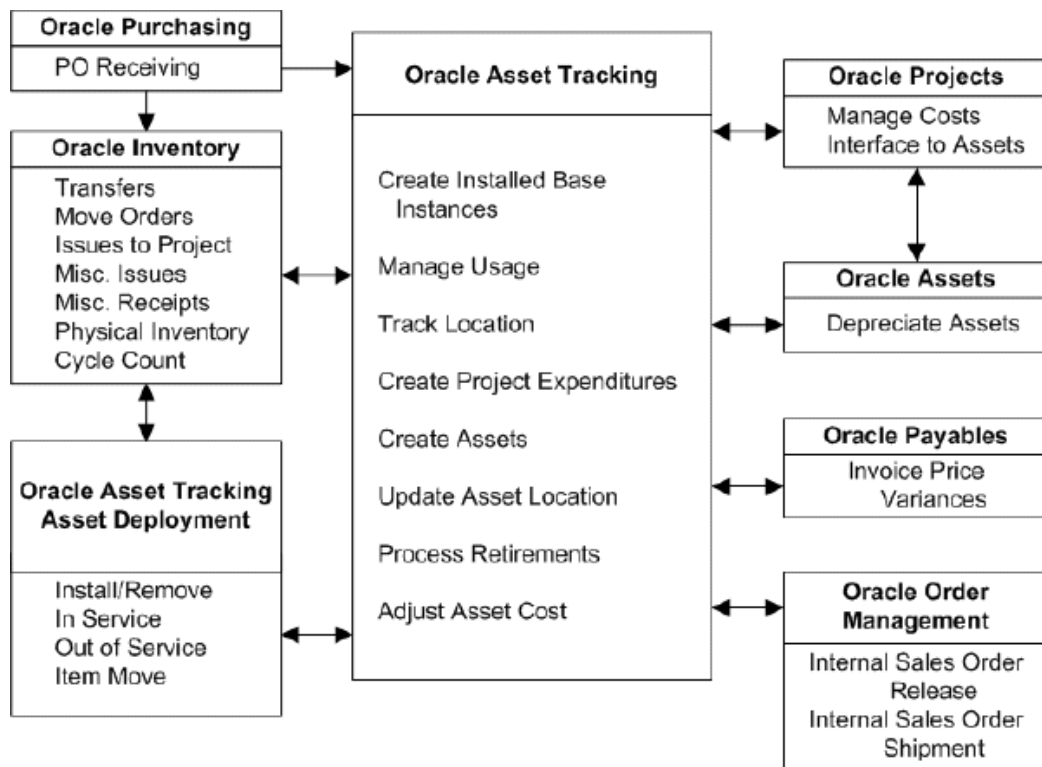 Oracle Purchasing
PO Receiving
Oracle Inventory
Transfers
Move Orders
Issues to Project
Misc. Issues
Misc. Receipts
Physical Inventory
Cycle Count
Oracle Asset Tracking
Asset Deployment
Install/Remove
In Service
Out of Service
Item Move
Oracle Asset Tracking
Create Installed Base
Instances
Manage Usage
Track Location
Create Project Expenditures
Create Assets
Update Asset Location
Process Retirements
Adjust Asset Cost
Oracle Projects
Manage Costs
Interface to Assets
Oracle Assets
Depreciate Assets
Oracle Payables
Invoice Price
Variances
Oracle Order
Management
Internal Sales Order
Release
Internal Sales Order
Shipment